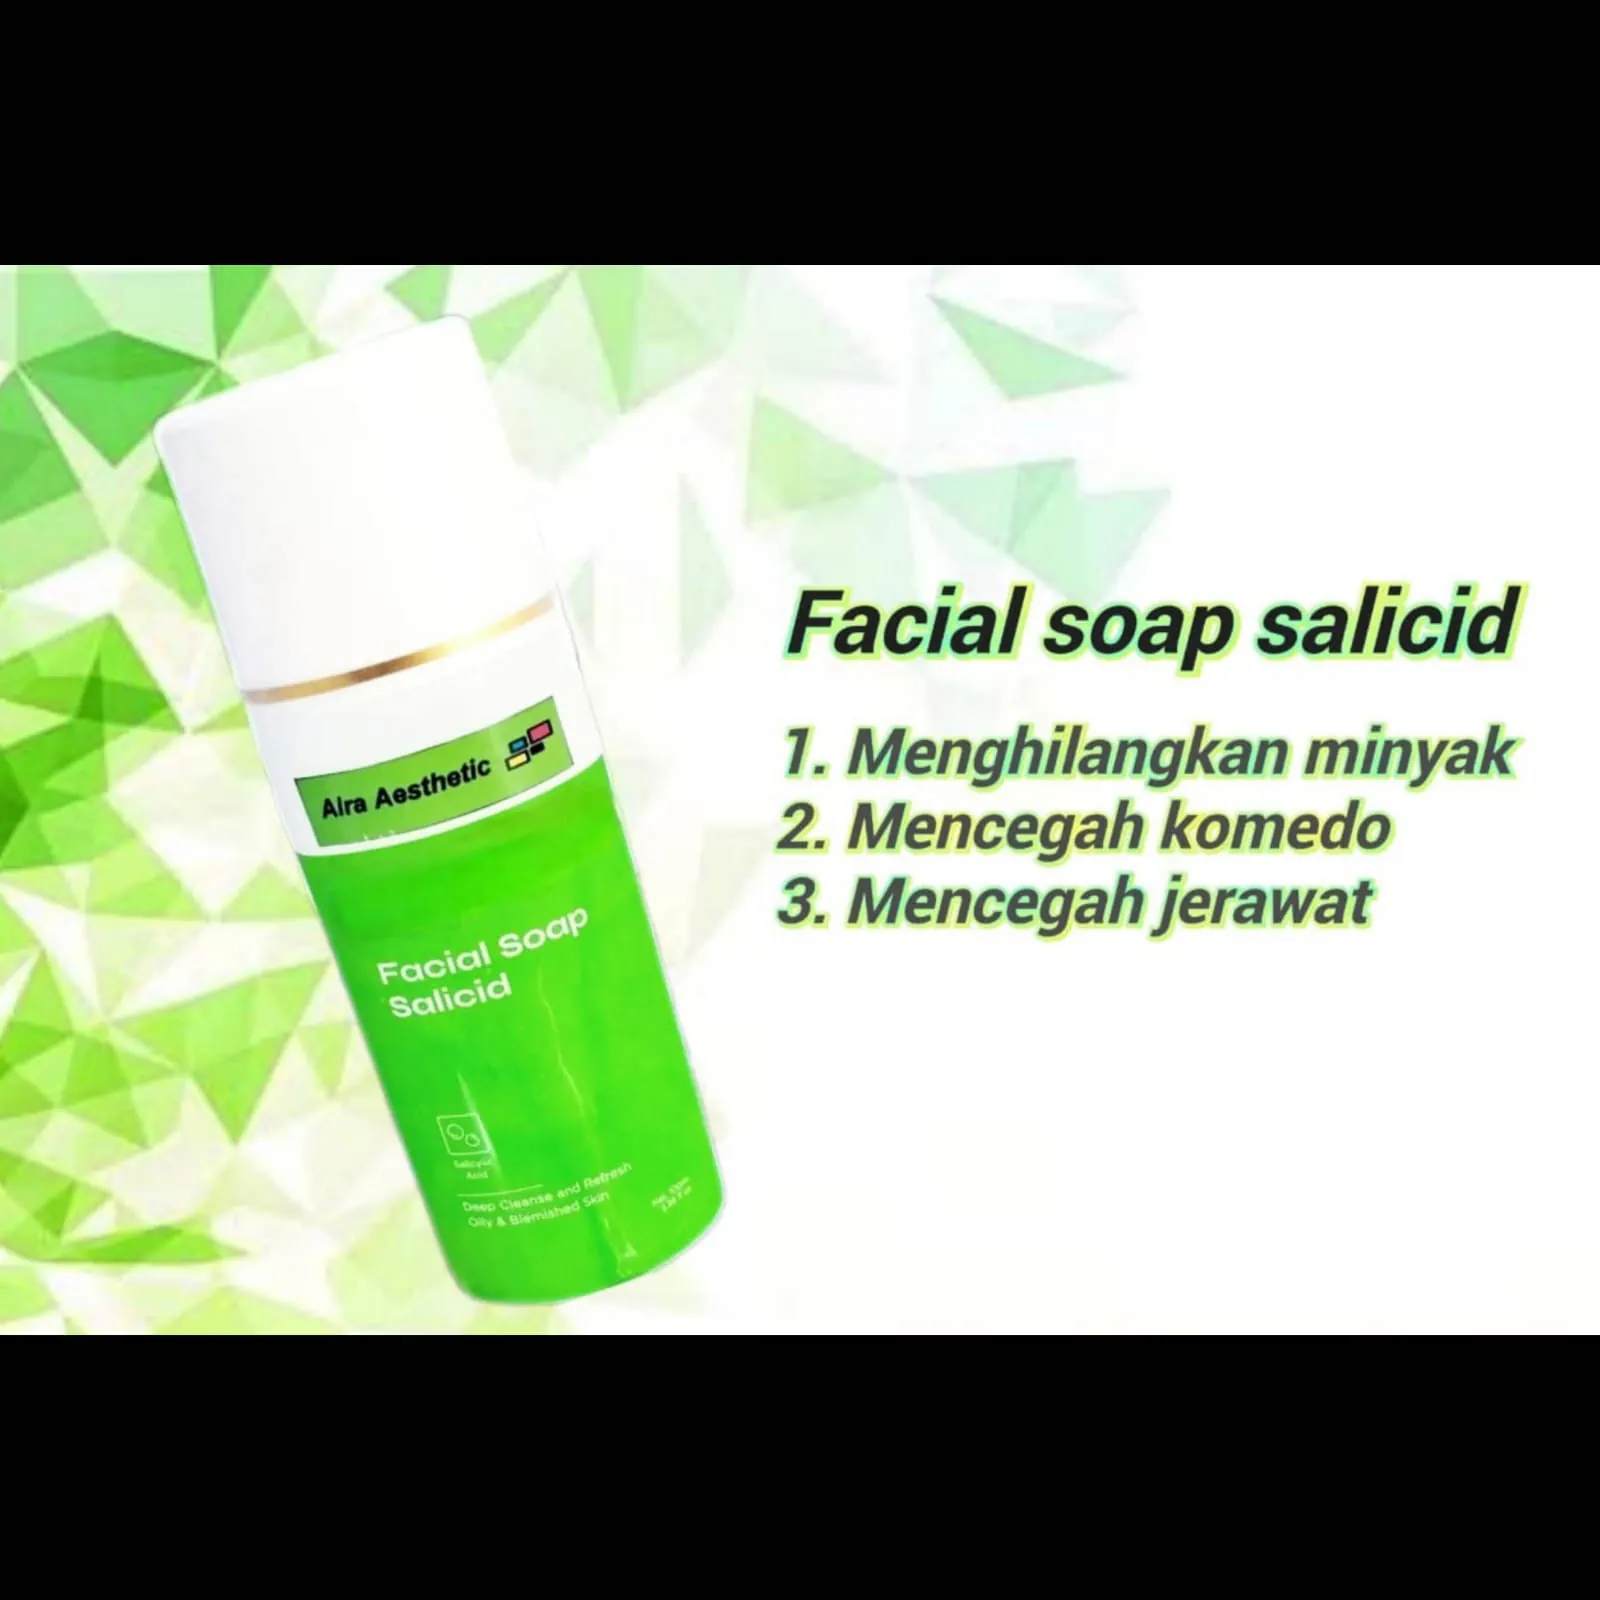 Facial soap salicid
1. Menghilangkan minyak
2. Mencegah komedo
3. Mencegah jerawat
Alra Aesthetic
Facial Soap
Salicid
Salicylic
Acid
Deep Cleanse and Refresh
Oily & Blemished Skin